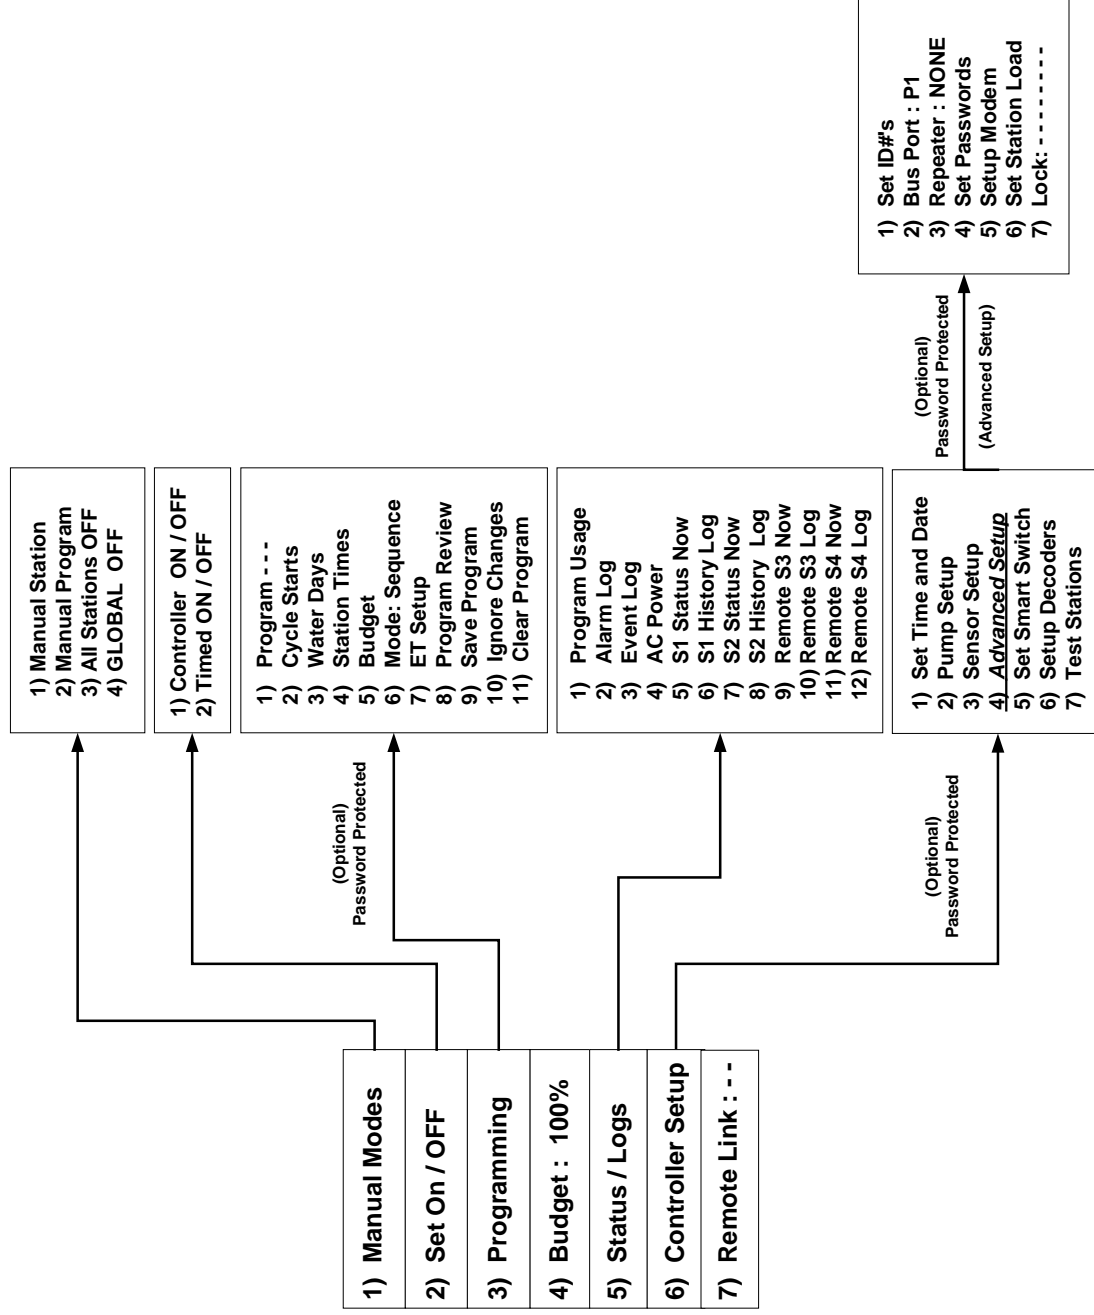 1) Manual Modes
2) Set On / OFF
3) Programming
4) Budget : 100%
5) Status / Logs
6) Controller Setup
7) Remote Link : - -
1) Manual Station
2) Manual Program
3) All Stations OFF
4) GLOBAL OFF
1) Controller ON / OFF
2) Timed ON / OFF
(Optional)
Password Protected
1) Program - - -
2) Cycle Starts
3) Water Days
4) Station Times
5) Budget
6) Mode: Sequence
7) ET Setup
8) Program Review
9) Save Program
10) Ignore Changes
11) Clear Program
1) Program Usage
2) Alarm Log
3) Event Log
4) AC Power
5) S1 Status Now
6) S1 History Log
7) S2 Status Now
8) S2 History Log
9) Remote S3 Now
10) Remote S3 Log
11) Remote S4 Now
12) Remote S4 Log
(Optional)
Password Protected
1) Set Time and Date
2) Pump Setup
3) Sensor Setup
4) Advanced Setup
5) Set Smart Switch
6) Setup Decoders
7) Test Stations
(Optional)
Password Protected
(Advanced Setup)
1) Set ID#'s
2) Bus Port : P1
3) Repeater : NONE
4) Set Passwords
5) Setup Modem
6) Set Station Load
7) Lock: - - - - - - - -